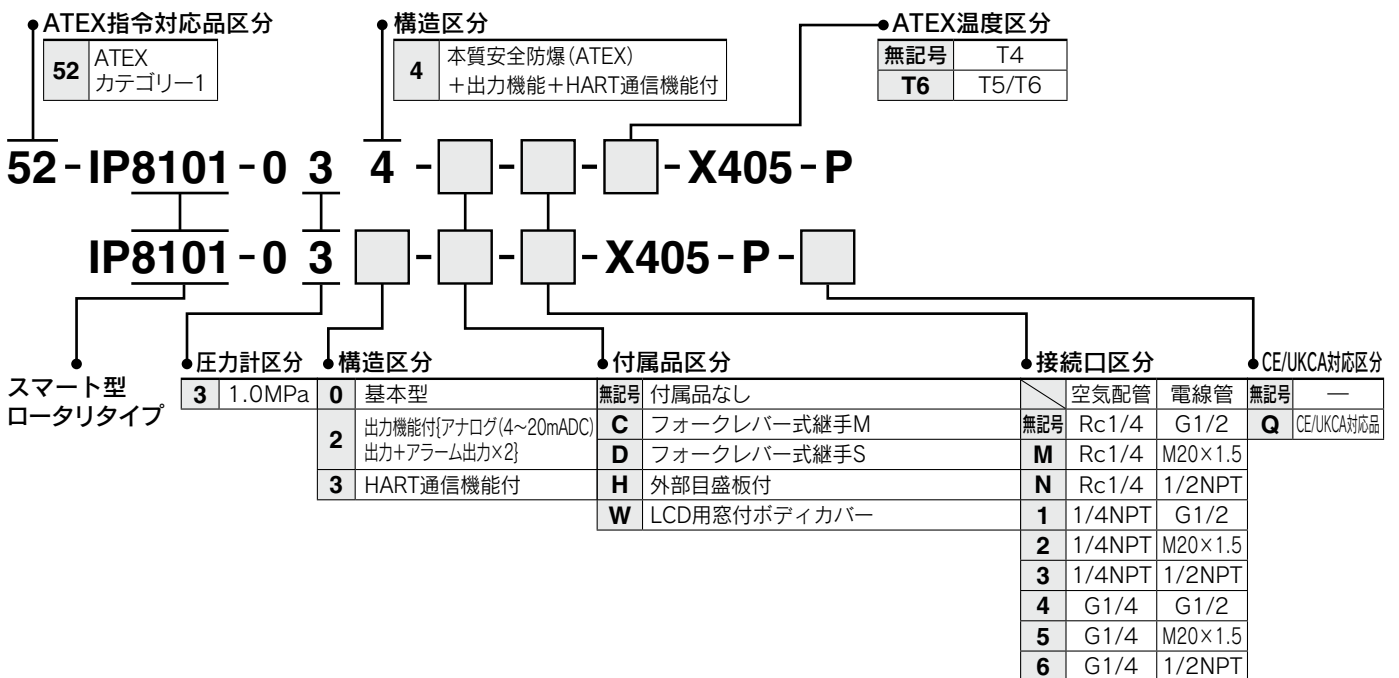 ATEX指令対応品区分
52 ATEX
カテゴリー1
構造区分
4 本質安全防爆(ATEX)
+出力機能+HART通信機能付
ATEX温度区分
無記号 T4
T6 T5/T6
52-IP8101-0 3 4 - - - -X405-P
IP8101-0 3 - - -X405-P-
スマート型
ロータリタイプ
圧力計区分
3 1.0MPa
構造区分
0 基本型
2 出力機能付{アナログ(4~20mADC)
出力+アラーム出力×2}
3 HART通信機能付
付属品区分
無記号 付属品なし
C フォークレバー式継手M
D フォークレバー式継手S
H 外部目盛板付
W LCD用窓付ボディカバー
接続口区分
空気配管 電線管
無記号 Rc1/4 G1/2
M Rc1/4 M20×1.5
N Rc1/4 1/2NPT
1 1/4NPT G1/2
2 1/4NPT M20×1.5
3 1/4NPT 1/2NPT
4 G1/4 G1/2
5 G1/4 M20×1.5
6 G1/4 1/2NPT
CE/UKCA対応区分
無記号 —
Q CE/UKCA対応品